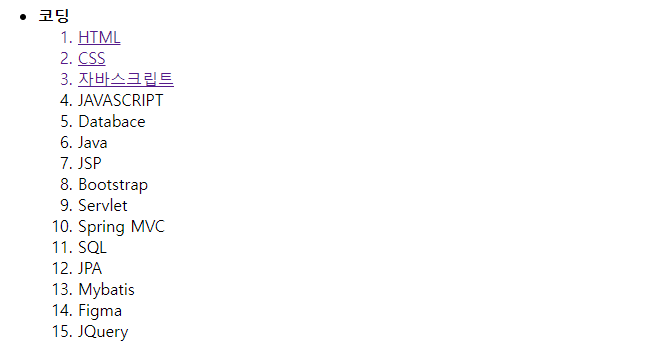 • 코딩
1. HTML
2. CSS
3. 자바스크립트
4. JAVASCRIPT
5. Databace
6. Java
7. JSP
8. Bootstrap
9. Servlet
10. Spring MVC
11. SQL
12. JPA
13. Mybatis
14. Figma
15. JQuery